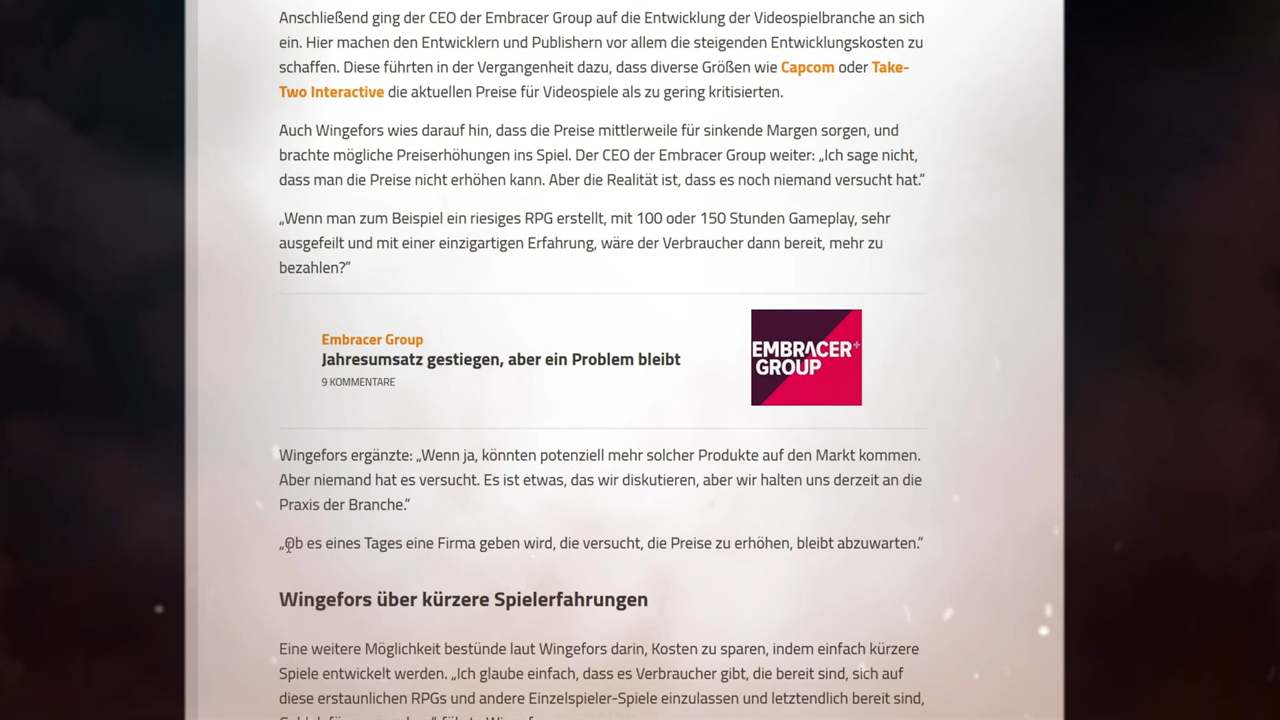 Anschließend ging der CEO der Embracer Group auf die Entwicklung der Videospielbranche an sich
ein. Hier machen den Entwicklern und Publishern vor allem die steigenden Entwicklungskosten zu
schaffen. Diese führten in der Vergangenheit dazu, dass diverse Größen wie Capcom oder Take-
Two Interactive die aktuellen Preise für Videospiele als zu gering kritisierten.
Auch Wingefors wies darauf hin, dass die Preise mittlerweile für sinkende Margen sorgen, und
brachte mögliche Preiserhöhungen ins Spiel. Der CEO der Embracer Group weiter: „Ich sage nicht,
dass man die Preise nicht erhöhen kann. Aber die Realität ist, dass es noch niemand versucht hat.“
„Wenn man zum Beispiel ein riesiges RPG erstellt, mit 100 oder 150 Stunden Gameplay, sehr
ausgefeilt und mit einer einzigartigen Erfahrung, wäre der Verbraucher dann bereit, mehr zu
bezahlen?“
Embracer Group
Jahresumsatz gestiegen, aber ein Problem bleibt
9 KOMMENTARE
EMBRACER+
GROUP
Wingefors ergänzte: „Wenn ja, könnten potenziell mehr solcher Produkte auf den Markt kommen.
Aber niemand hat es versucht. Es ist etwas, das wir diskutieren, aber wir halten uns derzeit an die
Praxis der Branche.“
„Ob es eines Tages eine Firma geben wird, die versucht, die Preise zu erhöhen, bleibt abzuwarten.“
Wingefors über kürzere Spielerfahrungen
Eine weitere Möglichkeit bestünde laut Wingefors darin, Kosten zu sparen, indem einfach kürzere
Spiele entwickelt werden. „Ich glaube einfach, dass es Verbraucher gibt, die bereit sind, sich auf
diese erstaunlichen RPGs und andere Einzelspieler-Spiele einzulassen und letztendlich bereit sind,